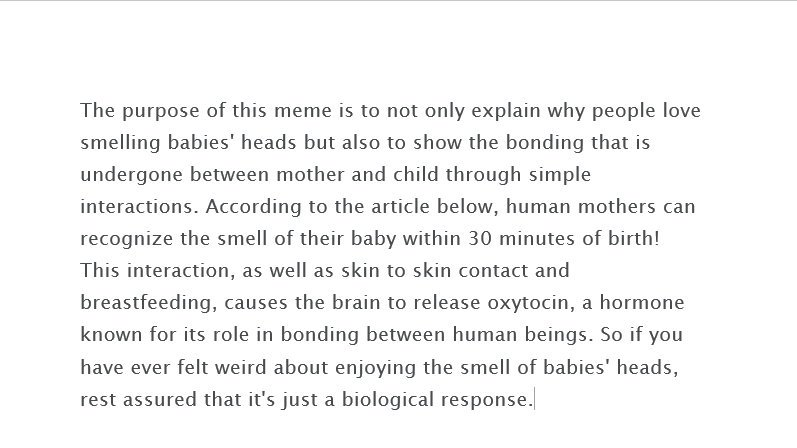 The purpose of this meme is to not only explain why people love
smelling babies' heads but also to show the bonding that is
undergone between mother and child through simple
interactions. According to the article below, human mothers can
recognize the smell of their baby within 30 minutes of birth!
This interaction, as well as skin to skin contact and
breastfeeding, causes the brain to release oxytocin, a hormone
known for its role in bonding between human beings. So if you
have ever felt weird about enjoying the smell of babies' heads,
rest assured that it's just a biological response.